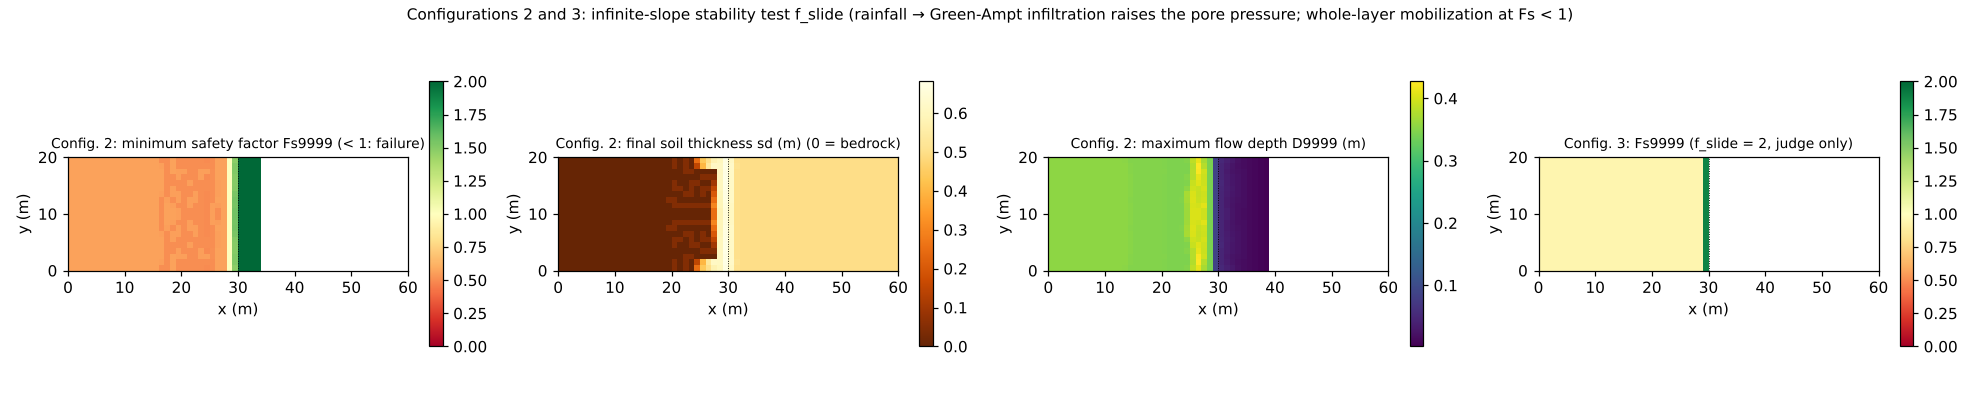 Configurations 2 and 3: infinite-slope stability test f_slide (rainfall → Green-Ampt infiltration raises the pore pressure; whole-layer mobilization at Fs < 1)
Config. 2: minimum safety factor Fs9999 (< 1: failure)
y (m)
20
10
0
0 10 20 30 40 50 60
x (m)
2.00
1.75
1.50
1.25
1.00
0.75
0.50
0.25
0.00
Config. 2: final soil thickness sd (m) (0 = bedrock)
y (m)
20
10
0
0 10 20 30 40 50 60
x (m)
0.6
0.5
0.4
0.3
0.2
0.1
0.0
Config. 2: maximum flow depth D9999 (m)
y (m)
20
10
0
0 10 20 30 40 50 60
x (m)
0.4
0.3
0.2
0.1
Config. 3: Fs9999 (f_slide = 2, judge only)
y (m)
20
10
0
0 10 20 30 40 50 60
x (m)
2.00
1.75
1.50
1.25
1.00
0.75
0.50
0.25
0.00